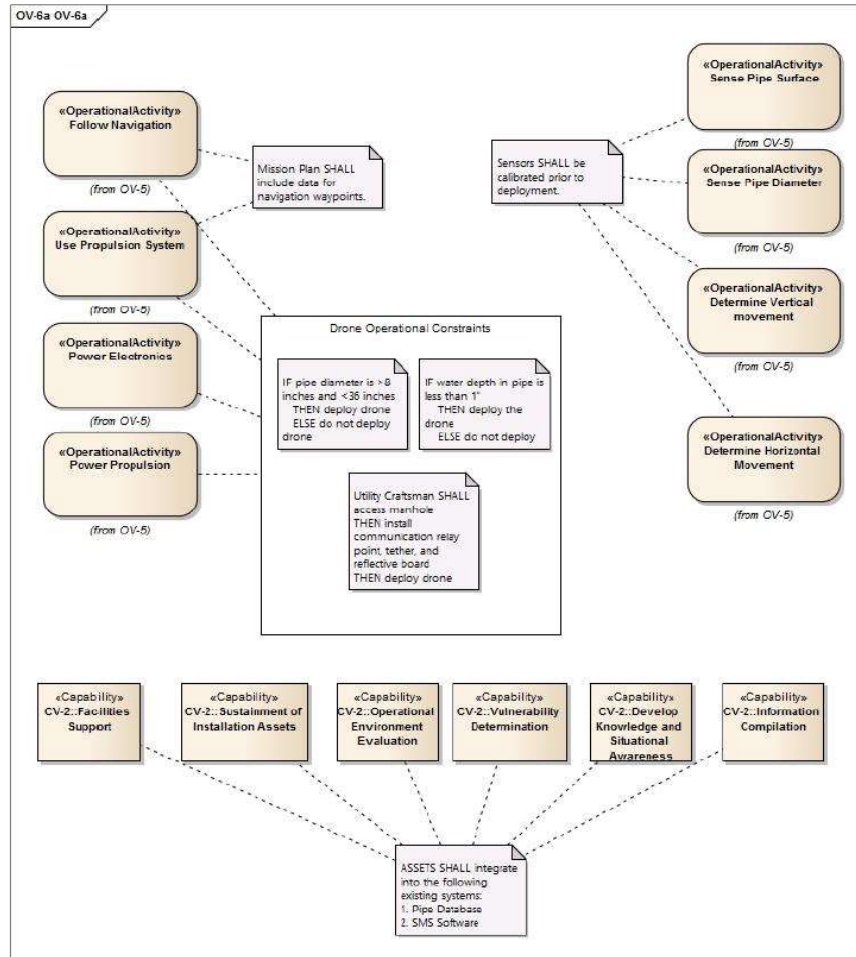 OV-6a OV-6a
«OperationalActivity»
Follow Navigation
(from OV-5)
Mission Plan SHALL
include data for
navigation waypoints.
«OperationalActivity»
Use Propulsion System
(from OV-5)
«OperationalActivity»
Power Electronics
(from OV-5)
«OperationalActivity»
Power Propulsion
(from OV-5)
Sensors SHALL be
calibrated prior to
deployment.
«OperationalActivity»
Sense Pipe Surface
(from OV-5)
«OperationalActivity»
Sense Pipe Diameter
(from OV-5)
«OperationalActivity»
Determine Vertical
movement
(from OV-5)
«OperationalActivity»
Determine Horizontal
Movement
(from OV-5)
Drone Operational Constraints
IF pipe diameter is >8
inches and <36 inches
THEN deploy drone
ELSE do not deploy
drone
IF water depth in pipe is
less than 1"
THEN deploy the
drone
ELSE do not deploy
Utility Craftsman SHALL
access manhole
THEN install
communication relay
point, tether, and
reflective board
THEN deploy drone
«Capability»
CV-2::Facilities
Support
«Capability»
CV-2::Sustainment of
Installation Assets
«Capability»
CV-2::Operational
Environment
Evaluation
«Capability»
CV-2::Vulnerability
Determination
«Capability»
CV-2::Develop
Knowledge and
Situational
Awareness
«Capability»
CV-2::Information
Compilation
ASSETS SHALL integrate
into the following
existing systems:
1. Pipe Database
2. SMS Software